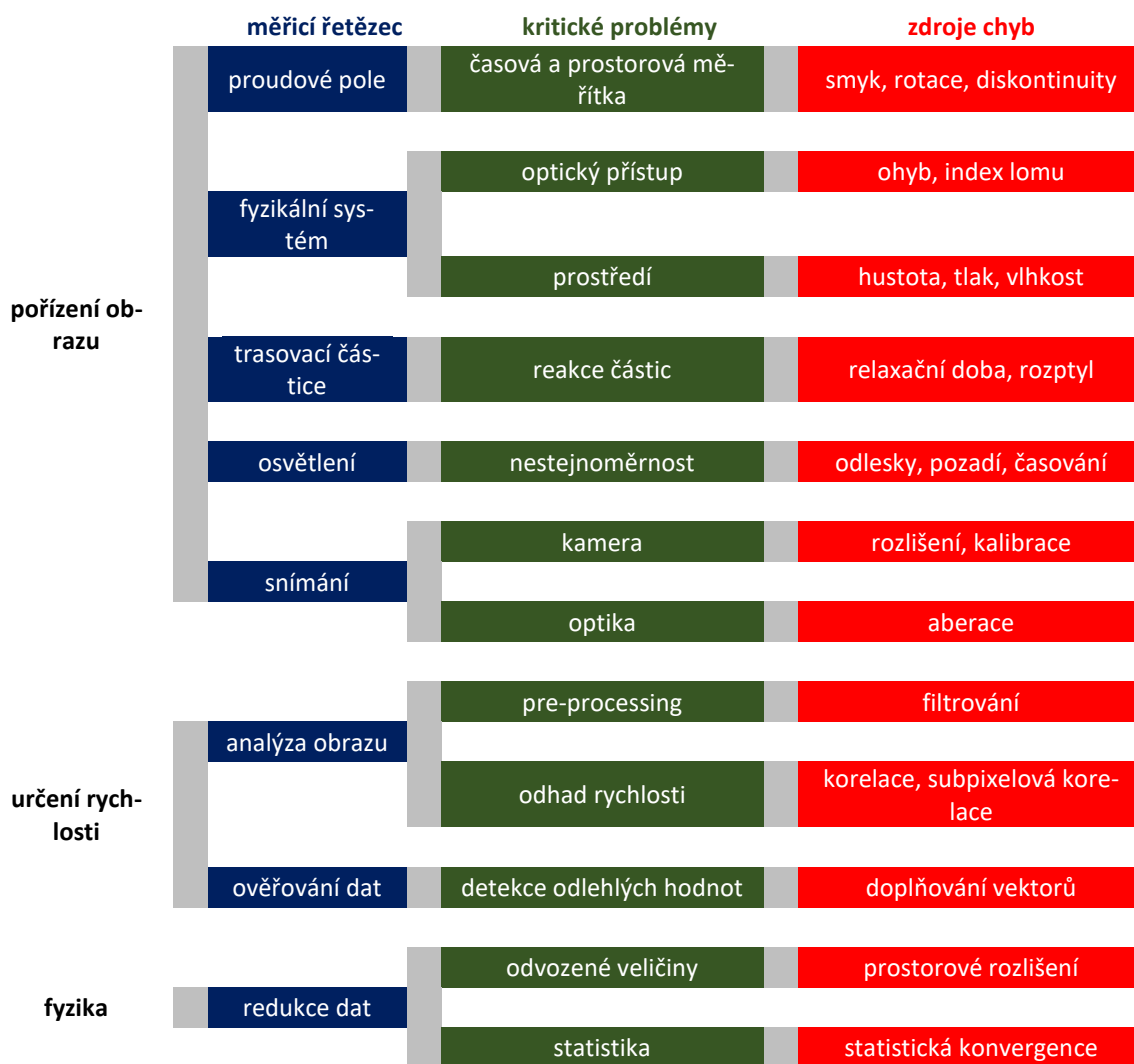 měřicí řetězec kritické problémy zdroje chyb
proudové pole
časová a prostorová mě-
řítka
smyk, rotace, diskontinuity
optický přístup
ohyb, index lomu
fyzikální sys-
tém
prostředí
hustota, tlak, vlhkost
pořízení ob-
razu
trasovací čás-
tice
reakce částic
relaxační doba, rozptyl
osvětlení
nestejnoměrnost
odlesky, pozadí, časování
kamera
rozlišení, kalibrace
snímání
optika
aberace
pre-processing
filtrování
analýza obrazu
odhad rychlosti
korelace, subpixelová kore-
lace
určení rych-
losti
ověřování dat
detekce odlehlých hodnot
doplňování vektorů
odvozené veličiny
prostorové rozlišení
fyzika
redukce dat
statistika
statistická konvergence